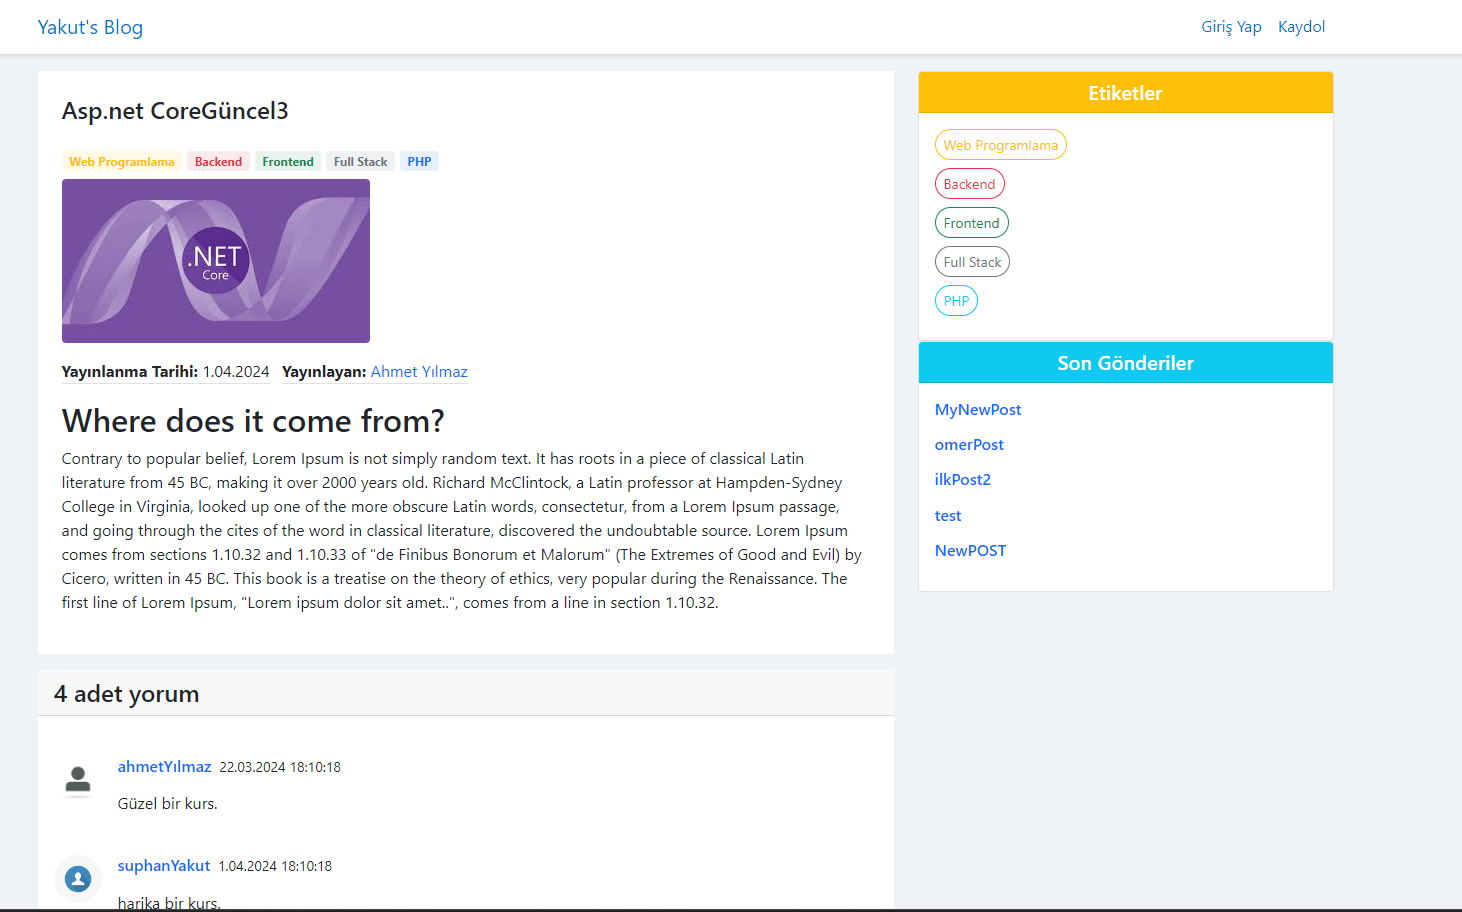 Yakut's Blog
Giriş Yap Kaydol
Asp.net CoreGüncel3
Web Programlama Backend Frontend Full Stack PHP
.NET
Core
Yayınlanma Tarihi: 1.04.2024 Yayınlayan: Ahmet Yılmaz
Where does it come from?
Contrary to popular belief, Lorem Ipsum is not simply random text. It has roots in a piece of classical Latin
literature from 45 BC, making it over 2000 years old. Richard McClintock, a Latin professor at Hampden-Sydney
College in Virginia, looked up one of the more obscure Latin words, consectetur, from a Lorem Ipsum passage,
and going through the cites of the word in classical literature, discovered the undoubtable source. Lorem Ipsum
comes from sections 1.10.32 and 1.10.33 of "de Finibus Bonorum et Malorum" (The Extremes of Good and Evil) by
Cicero, written in 45 BC. This book is a treatise on the theory of ethics, very popular during the Renaissance. The
first line of Lorem Ipsum, "Lorem ipsum dolor sit amet..", comes from a line in section 1.10.32.
4 adet yorum
ahmetYılmaz 22.03.2024 18:10:18
Güzel bir kurs.
suphanYakut 1.04.2024 18:10:18
harika bir kurs.
Etiketler
Web Programlama
Backend
Frontend
Full Stack
PHP
Son Gönderiler
MyNewPost
omerPost
ilkPost2
test
NewPOST